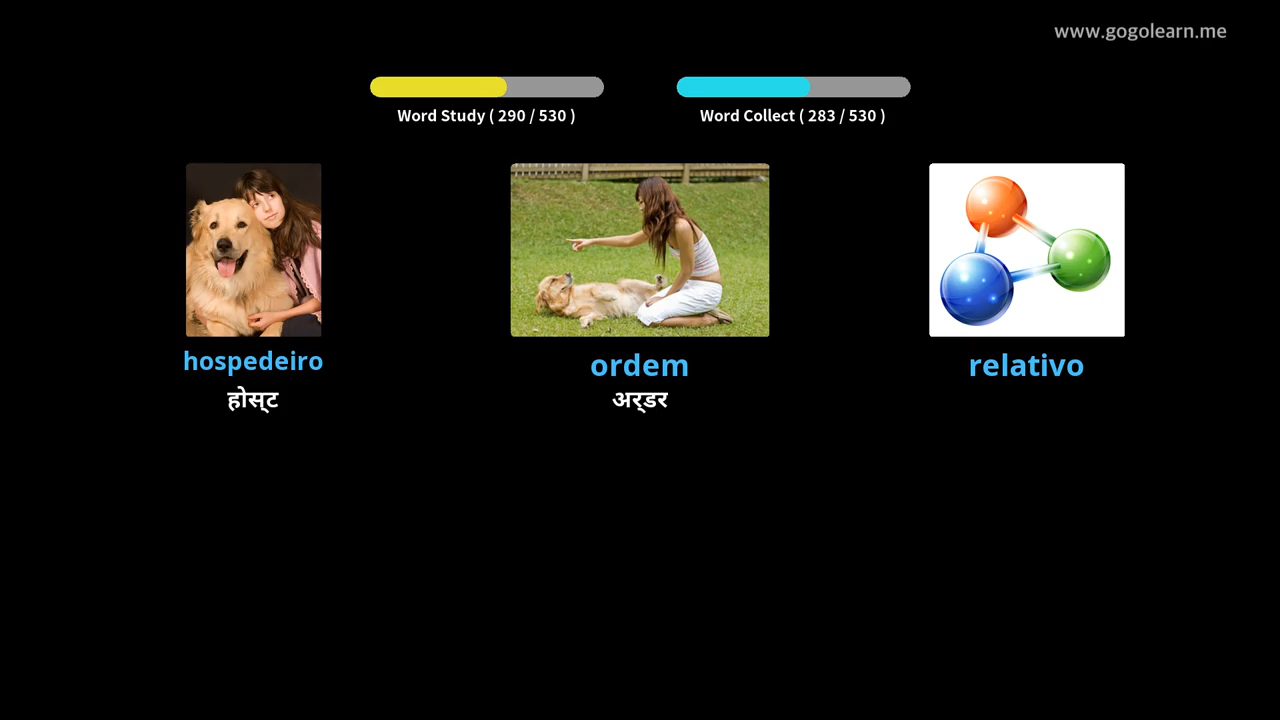 www.gogolearn.me
Word Study ( 290 / 530 )
Word Collect ( 283 / 530 )
hospedeiro
ordem
relativo
होस्‌ट
अर्‌डर